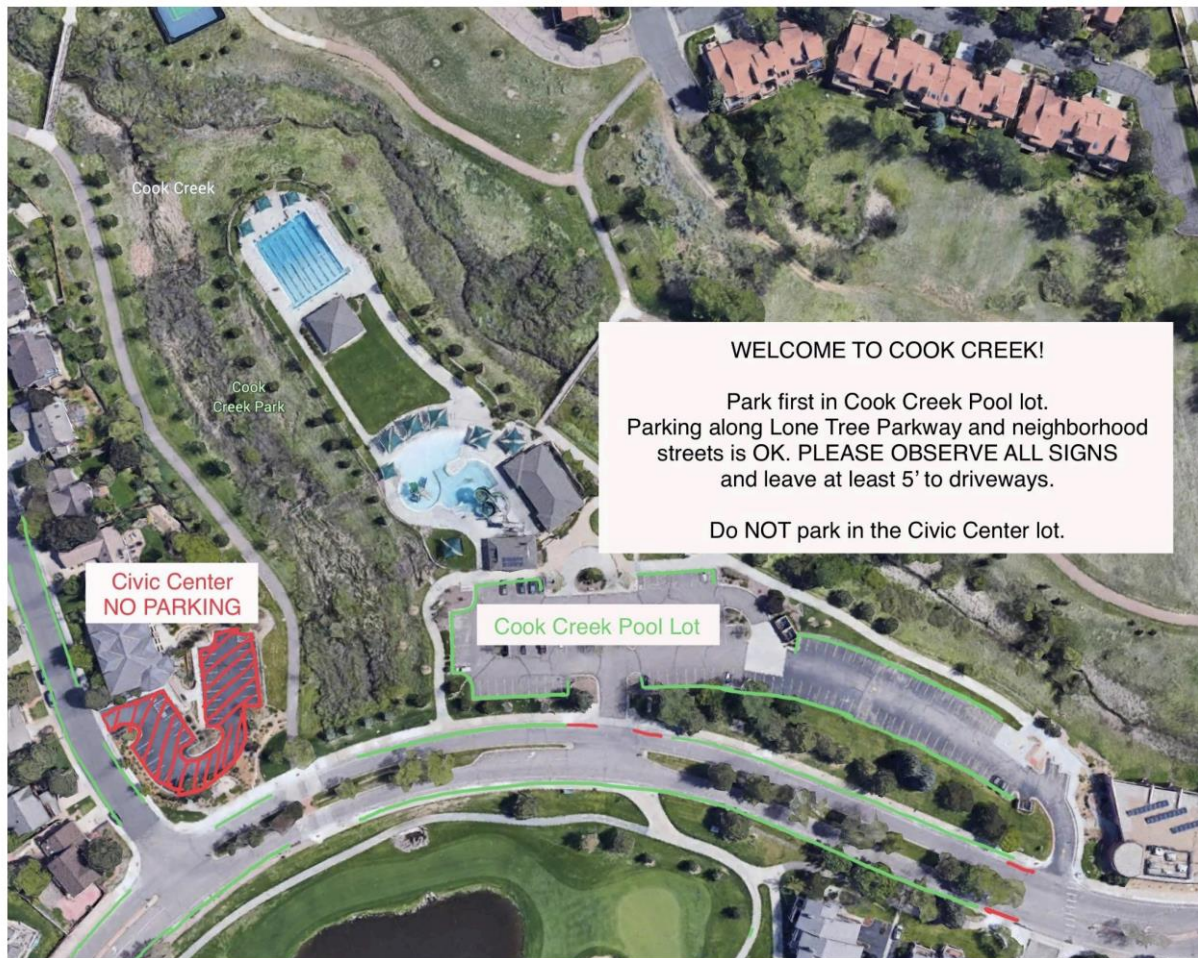 Cook Creek
WELCOME TO COOK CREEK!
Park first in Cook Creek Pool lot.
Parking along Lone Tree Parkway and neighborhood
streets is OK. PLEASE OBSERVE ALL SIGNS
and leave at least 5’ to driveways.
Do NOT park in the Civic Center lot.
Cook
Creek Park
Civic Center
NO PARKING
Cook Creek Pool Lot